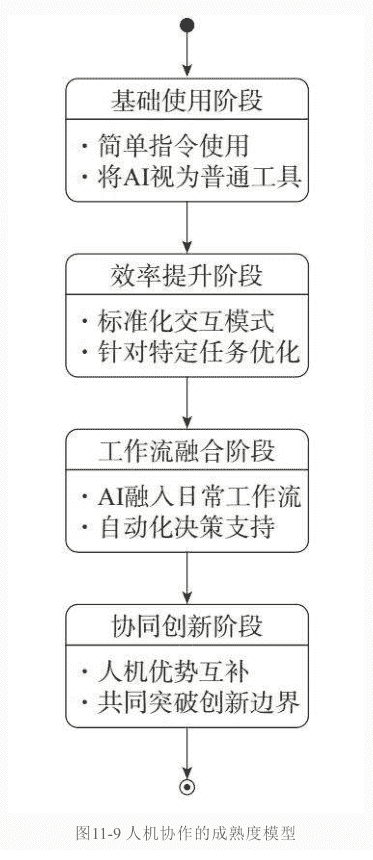 基础使用阶段
· 简单指令使用
· 将AI视为普通工具
效率提升阶段
· 标准化交互模式
· 针对特定任务优化
工作流融合阶段
· AI融入日常工作流
· 自动化决策支持
协同创新阶段
· 人机优势互补
· 共同突破创新边界
图11-9 人机协作的成熟度模型